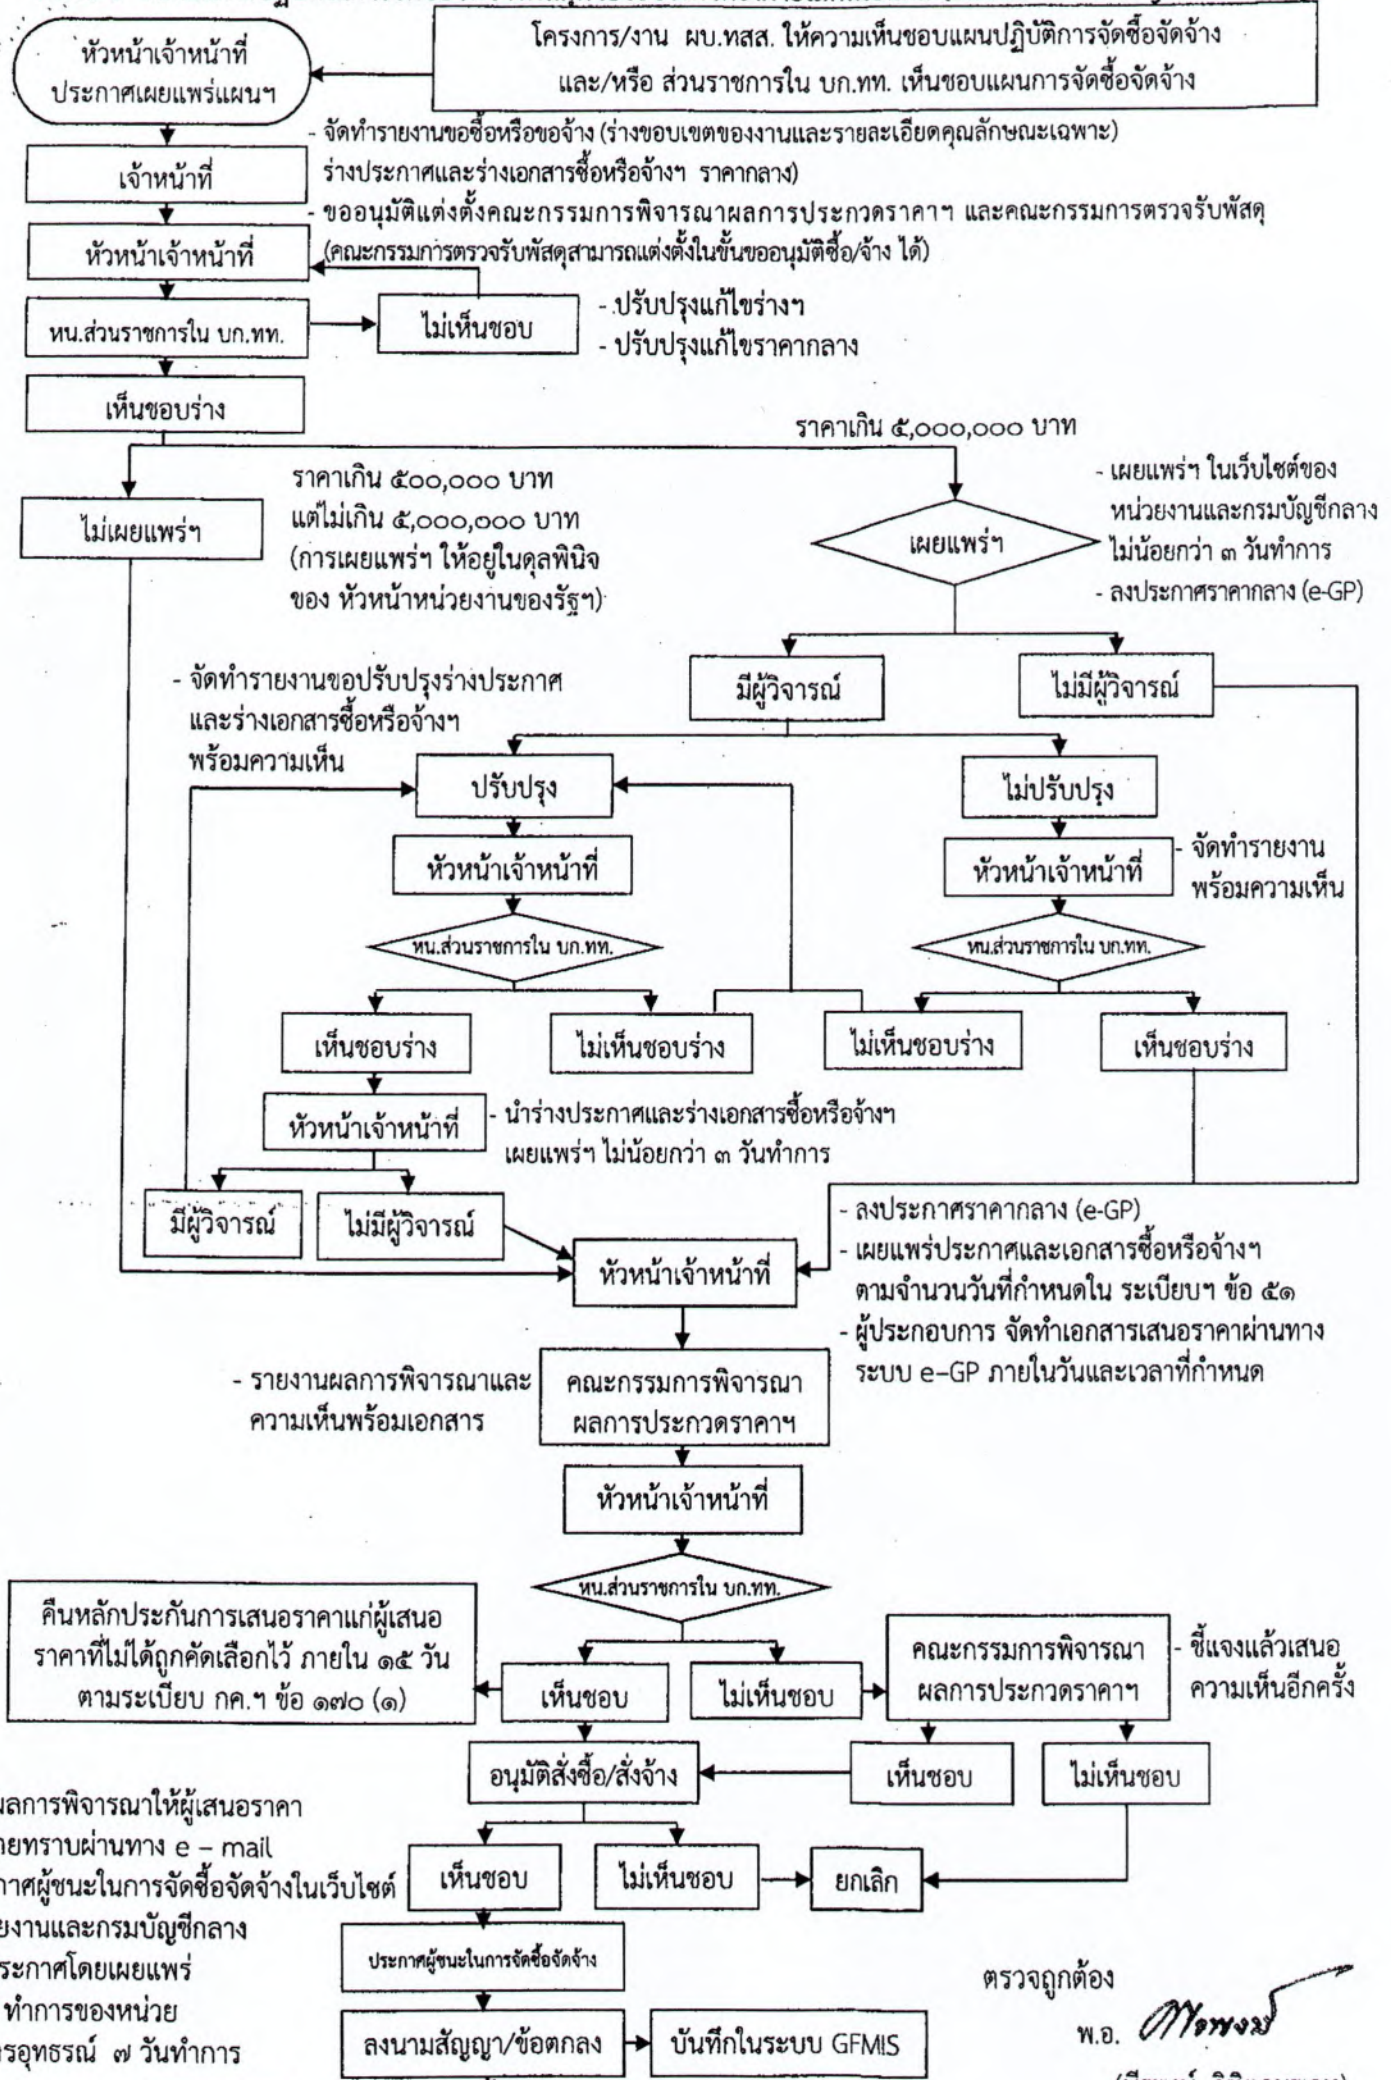 หัวหน้าเจ้าหน้าที่
ประกาศเผยแพร่แผนฯ
โครงการ/งาน ผบ.ทสส. ให้ความเห็นชอบแผนปฏิบัติการจัดซื้อจัดจ้าง
และ/หรือ ส่วนราชการใน บก.ทท. เห็นชอบแผนการจัดซื้อจัดจ้าง
- จัดทำรายงานขอซื้อหรือขอจ้าง (ร่างขอบเขตของงานและรายละเอียดคุณลักษณะเฉพาะ)
ร่างประกาศและร่างเอกสารซื้อหรือจ้างฯ ราคากลาง)
เจ้าหน้าที่
- ขออนุมัติแต่งตั้งคณะกรรมการพิจารณาผลการประกวดราคาฯ และคณะกรรมการตรวจรับพัสดุ
(คณะกรรมการตรวจรับพัสดุสามารถแต่งตั้งในขั้นขออนุมัติซื้อ/จ้าง ได้)
หัวหน้าเจ้าหน้าที่
หน.ส่วนราชการใน บก.ทท.
ไม่เห็นชอบ
- ปรับปรุงแก้ไขร่างฯ
- ปรับปรุงแก้ไขราคากลาง
เห็นชอบร่าง
ราคาเกิน ๕,๐๐๐,๐๐๐ บาท
ไม่เผยแพร่ฯ
ราคาเกิน ๕๐๐,๐๐๐ บาท
แต่ไม่เกิน ๕,๐๐๐,๐๐๐ บาท
(การเผยแพร่ฯ ให้อยู่ในดุลพินิจ
ของ หัวหน้าหน่วยงานของรัฐฯ)
เผยแพร่ฯ
- เผยแพร่ฯ ในเว็บไซต์ของ
หน่วยงานและกรมบัญชีกลาง
ไม่น้อยกว่า ๓ วันทำการ
- ลงประกาศราคากลาง (e-GP)
มีผู้วิจารณ์
ไม่มีผู้วิจารณ์
- จัดทำรายงานขอปรับปรุงร่างประกาศ
และร่างเอกสารซื้อหรือจ้างฯ
พร้อมความเห็น
ปรับปรุง
ไม่ปรับปรุง
หัวหน้าเจ้าหน้าที่
หัวหน้าเจ้าหน้าที่
- จัดทำรายงาน
พร้อมความเห็น
หน.ส่วนราชการใน บก.ทท.
หน.ส่วนราชการใน บก.ทท.
เห็นชอบร่าง
ไม่เห็นชอบร่าง
ไม่เห็นชอบร่าง
เห็นชอบร่าง
หัวหน้าเจ้าหน้าที่
- นำร่างประกาศและร่างเอกสารซื้อหรือจ้างฯ
เผยแพร่ฯ ไม่น้อยกว่า ๓ วันทำการ
มีผู้วิจารณ์
ไม่มีผู้วิจารณ์
หัวหน้าเจ้าหน้าที่
- ลงประกาศราคากลาง (e-GP)
- เผยแพร่ประกาศและเอกสารซื้อหรือจ้างฯ
ตามจำนวนวันที่กำหนดใน ระเบียบฯ ข้อ ๕๑
- ผู้ประกอบการ จัดทำเอกสารเสนอราคาผ่านทาง
ระบบ e-GP ภายในวันและเวลาที่กำหนด
- รายงานผลการพิจารณาและ
ความเห็นพร้อมเอกสาร
คณะกรรมการพิจารณา
ผลการประกวดราคาฯ
หัวหน้าเจ้าหน้าที่
หน.ส่วนราชการใน บก.ทท.
คืนหลักประกันการเสนอราคาแก่ผู้เสนอ
ราคาที่ไม่ได้ถูกคัดเลือกไว้ ภายใน ๑๕ วัน
ตามระเบียบ กค.ฯ ข้อ ๑๗๐ (๑)
เห็นชอบ
ไม่เห็นชอบ
คณะกรรมการพิจารณา
ผลการประกวดราคาฯ
- ชี้แจงแล้วเสนอ
ความเห็นอีกครั้ง
อนุมัติสั่งซื้อ/สั่งจ้าง
เห็นชอบ
ไม่เห็นชอบ
ผลการพิจารณาให้ผู้เสนอราคา
ทราบผ่านทาง e – mail
ผู้ชนะในการจัดซื้อจัดจ้างในเว็บไซต์
และกรมบัญชีกลาง
โดยเผยแพร่
ทำการของหน่วย
อุทธรณ์ ๗ วันทำการ
เห็นชอบ
ไม่เห็นชอบ
ยกเลิก
ประกาศผู้ชนะในการจัดซื้อจัดจ้าง
ลงนามสัญญา/ข้อตกลง
บันทึกในระบบ GFMIS
ตรวจถูกต้อง
พ.อ.